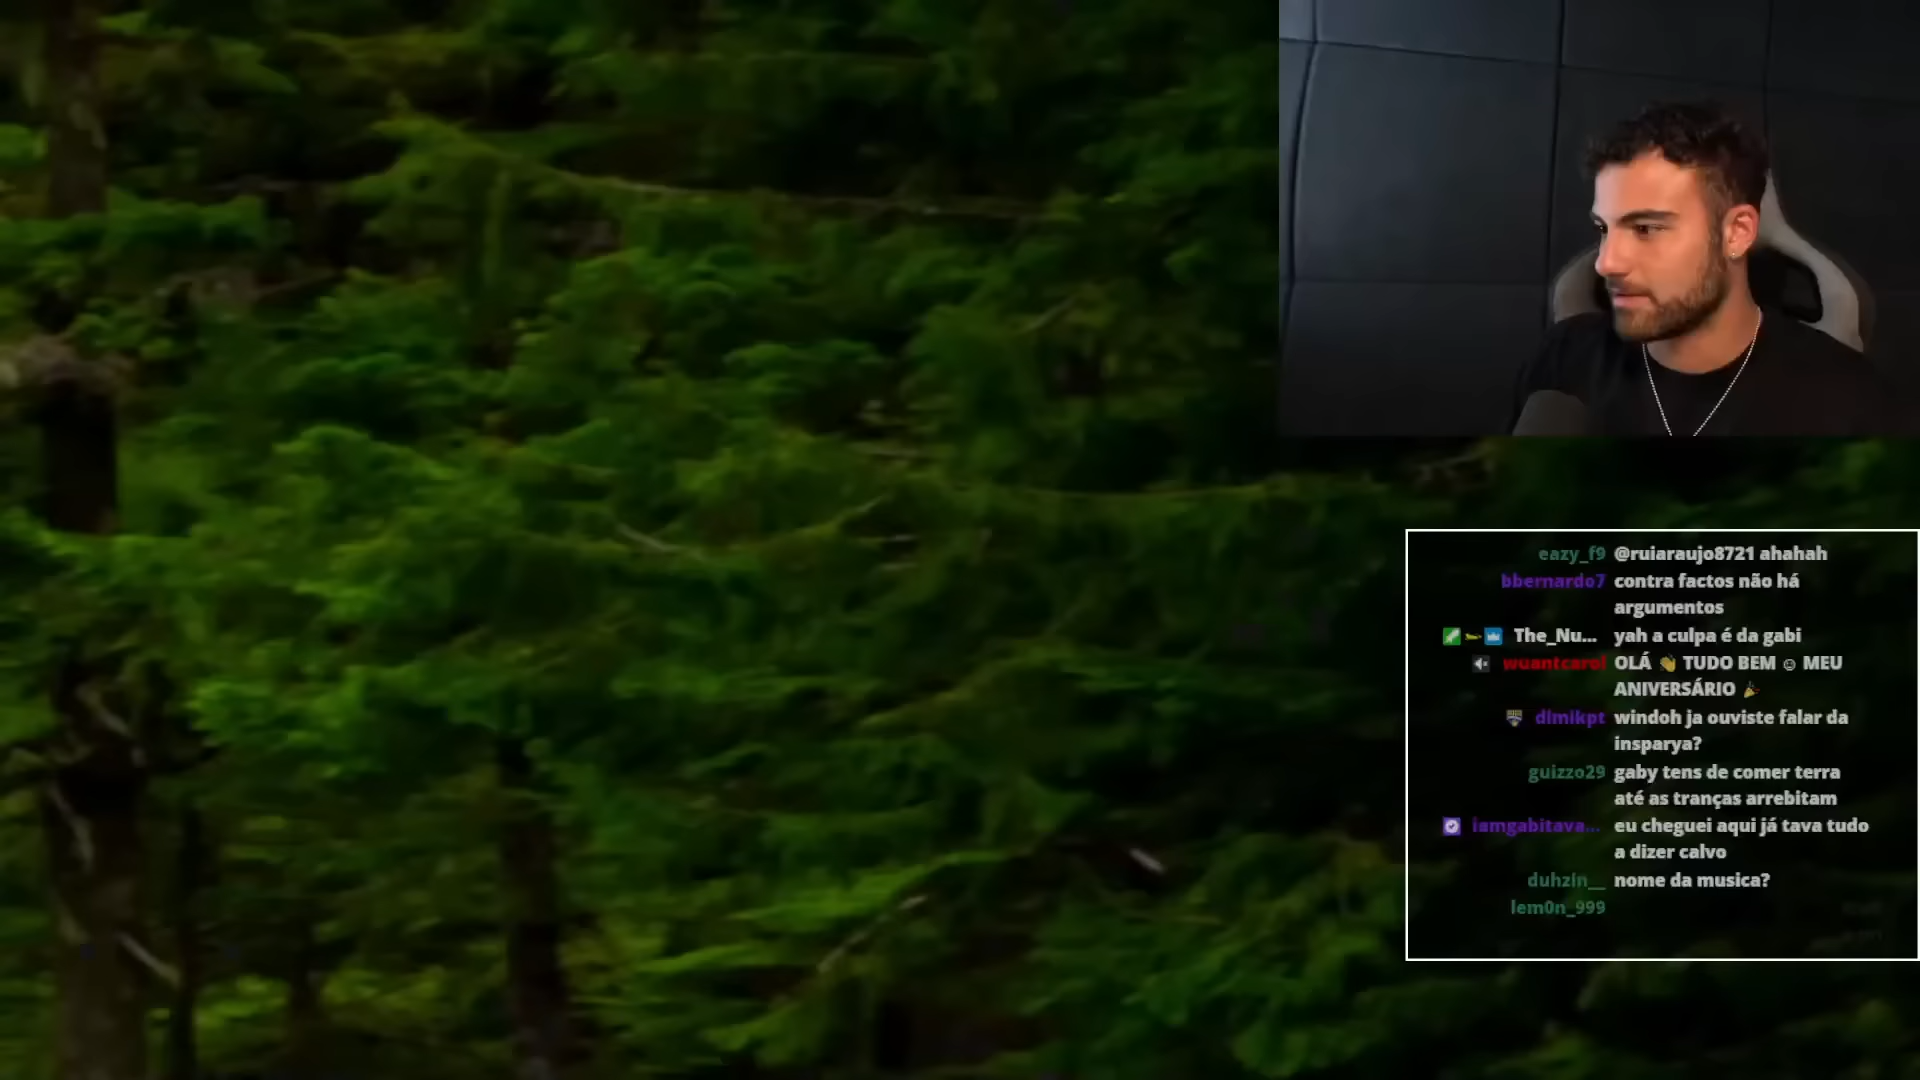 eazy_f9 @ruiaraujo8721 ahahah
bbernardo7 contra factos não há
argumentos
The_Nu... yah a culpa é da gabi
wuantcarol OLÁ 👋 TUDO BEM ☺ MEU
ANIVERSÁRIO 🎉
dimikpt windoh ja ouviste falar da
insparya?
guizzo29 gaby tens de comer terra
até as tranças arrebitam
iamgabitava... eu cheguei aqui já tava tudo
a dizer calvo
duhzin__ nome da musica?
lem0n_999